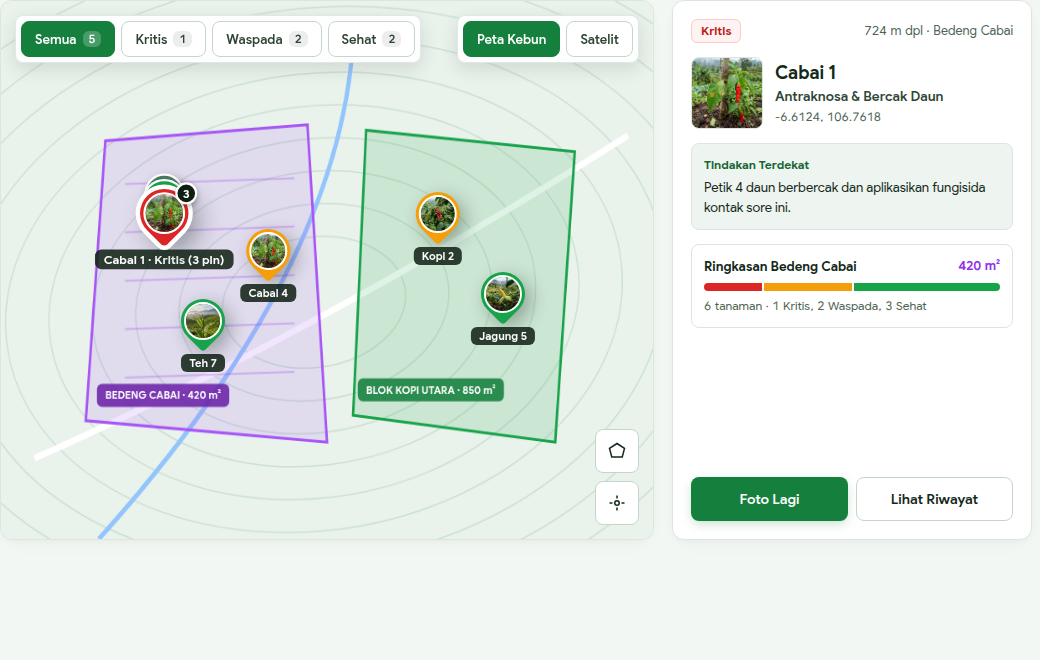 Semua 5
Kritis 1
Waspada 2
Sehat 2
Peta Kebun
Satelit
3
Cabai 1 · Kritis (3 pin)
Cabai 4
Teh 7
BEDENG CABAI · 420 m²
Kopi 2
Jagung 5
BLOK KOPI UTARA · 850 m²
Kritis
724 m dpl · Bedeng Cabai
Cabai 1
Antraknosa & Bercak Daun
-6.6124, 106.7618
Tindakan Terdekat
Petik 4 daun berbercak dan aplikasikan fungisida
kontak sore ini.
Ringkasan Bedeng Cabai
420 m²
6 tanaman · 1 Kritis, 2 Waspada, 3 Sehat
Foto Lagi
Lihat Riwayat